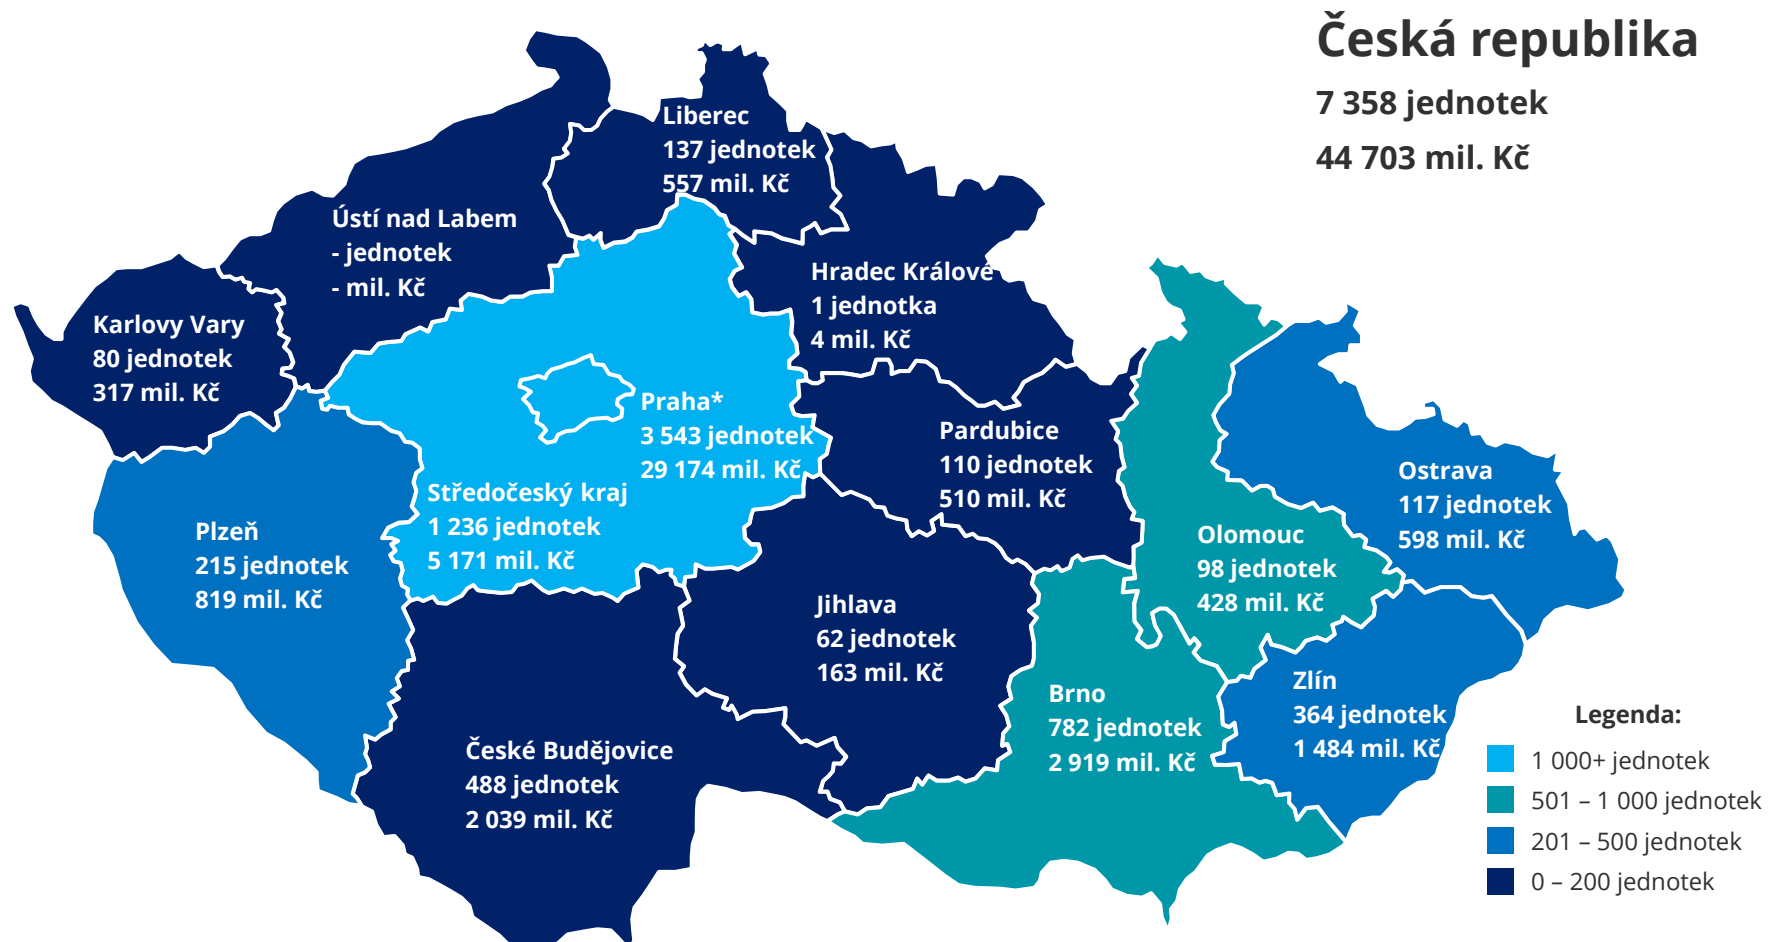 Česká republika
7 358 jednotek
44 703 mil. Kč
Liberec
137 jednotek
557 mil. Kč
Ústí nad Labem
- jednotek
- mil. Kč
Hradec Králové
1 jednotka
4 mil. Kč
Karlovy Vary
80 jednotek
317 mil. Kč
Praha*
3 543 jednotek
29 174 mil. Kč
Pardubice
110 jednotek
510 mil. Kč
Ostrava
117 jednotek
598 mil. Kč
Středočeský kraj
1 236 jednotek
5 171 mil. Kč
Plzeň
215 jednotek
819 mil. Kč
Olomouc
98 jednotek
428 mil. Kč
Jihlava
62 jednotek
163 mil. Kč
Zlín
364 jednotek
1 484 mil. Kč
Brno
782 jednotek
2 919 mil. Kč
České Budějovice
488 jednotek
2 039 mil. Kč
Legenda:
1 000+ jednotek
501 – 1 000 jednotek
201 – 500 jednotek
0 – 200 jednotek